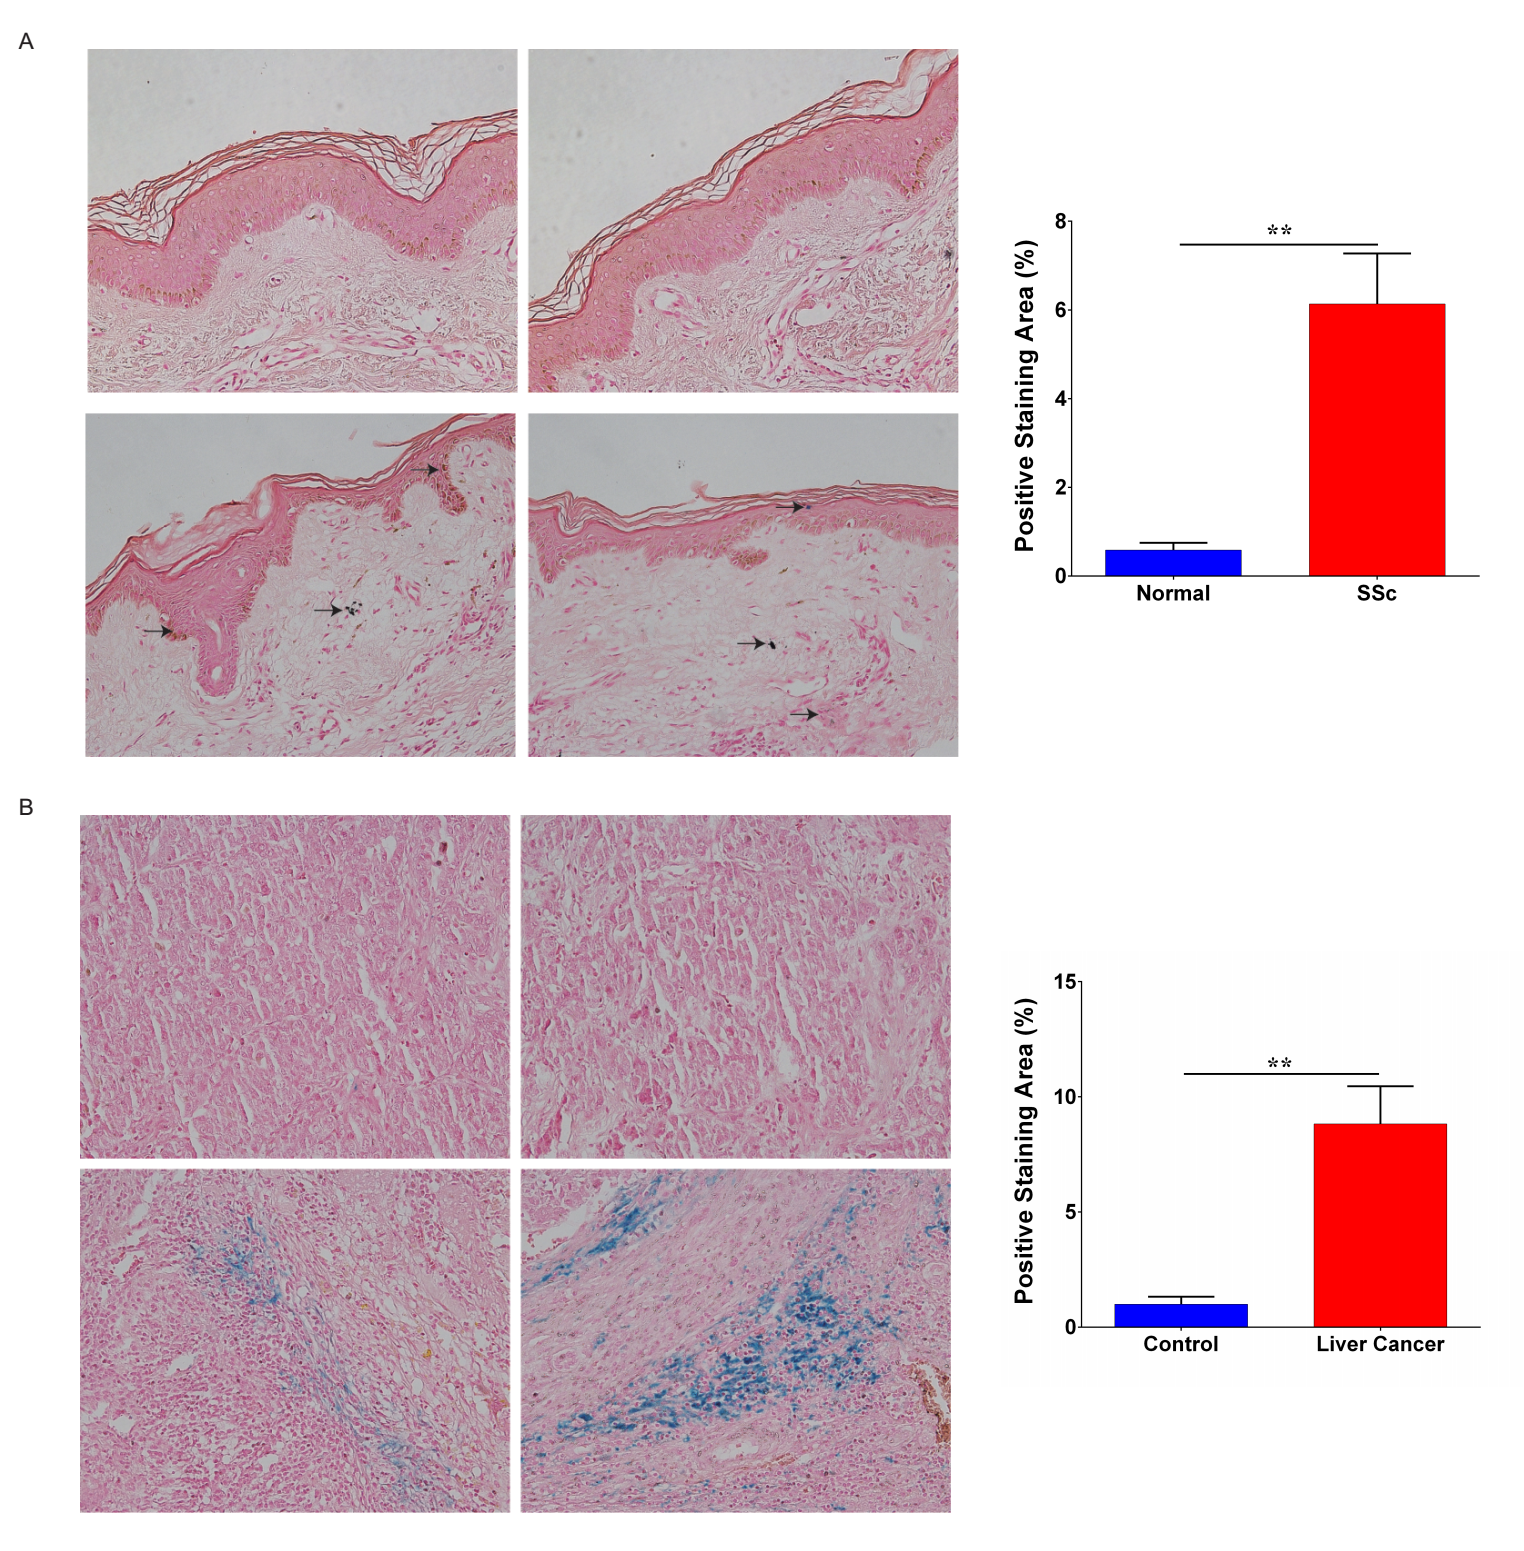 A
Positive Staining Area (%)
8
6
4
2
0
**
Normal
SSc
B
Positive Staining Area (%)
15
10
5
0
**
Control
Liver Cancer